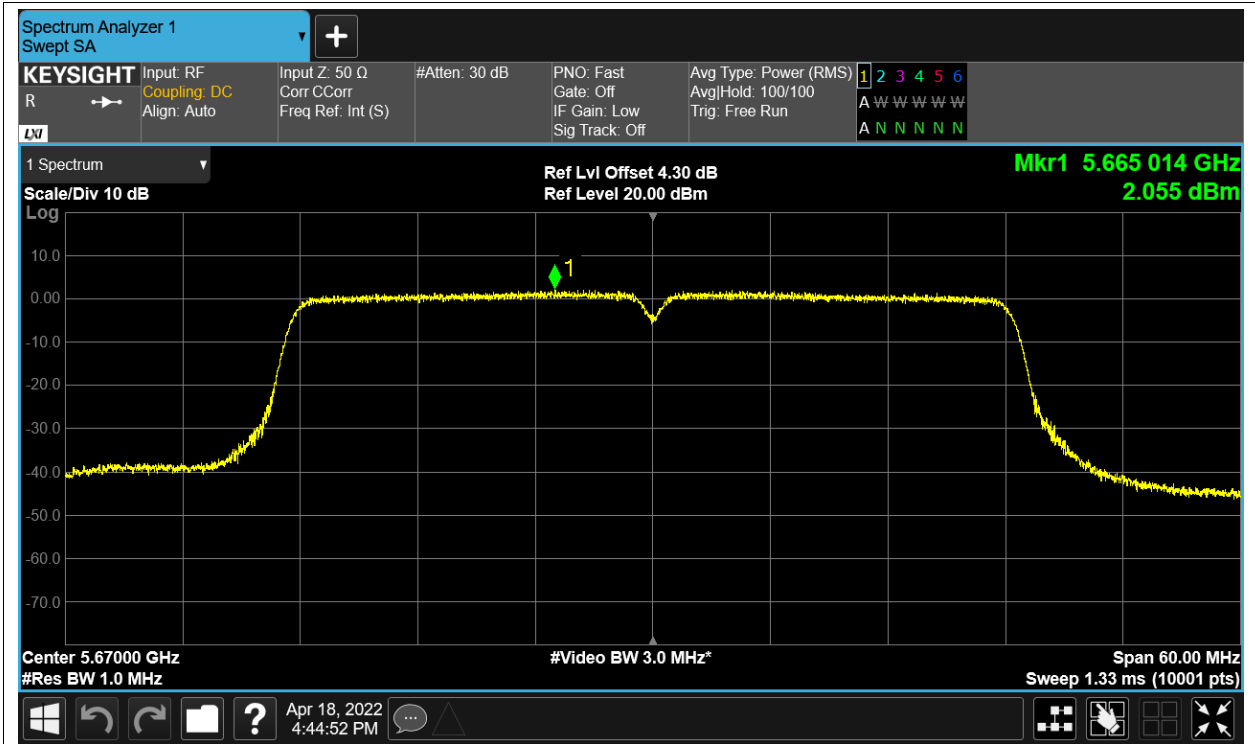 Spectrum Analyzer 1
Swept SA
KEYSIGHT
R
LXI
Input: RF
Coupling: DC
Align: Auto
Input Z: 50 Ω
Corr CCorr
Freq Ref: Int (S)
#Atten: 30 dB
PNO: Fast
Gate: Off
IF Gain: Low
Sig Track: Off
Avg Type: Power (RMS)
Avg|Hold: 100/100
Trig: Free Run
1 2 3 4 5 6
A W W W W W
A N N N N N
1 Spectrum
Scale/Div 10 dB
Log
Ref Lvl Offset 4.30 dB
Ref Level 20.00 dBm
Mkr1 5.665 014 GHz
2.055 dBm
1
10.0
0.00
-10.0
-20.0
-30.0
-40.0
-50.0
-60.0
-70.0
Center 5.67000 GHz
#Res BW 1.0 MHz
#Video BW 3.0 MHz*
Span 60.00 MHz
Sweep 1.33 ms (10001 pts)
?
Apr 18, 2022
4:44:52 PM